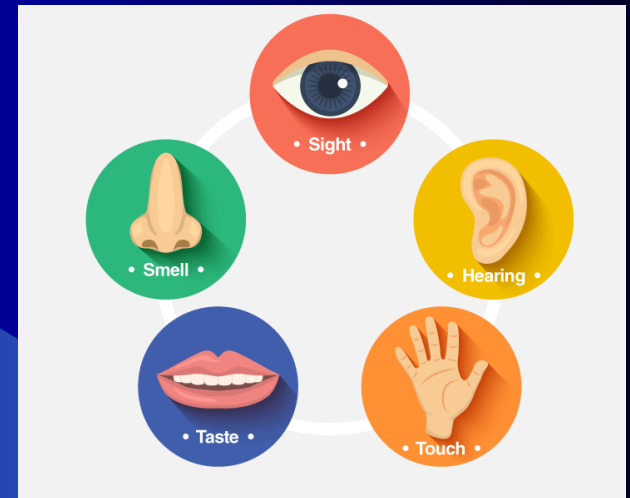 • Sight •
• Smell •
• Hearing •
• Taste •
• Touch •